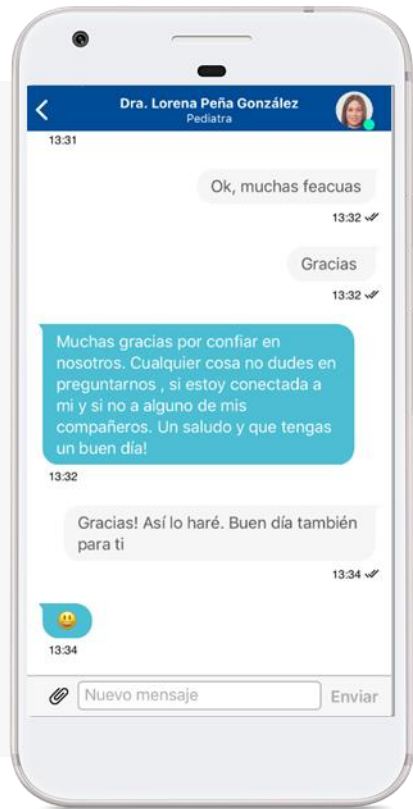 Dra. Lorena Peña González
Pediatra
13:31
Ok, muchas feacuas
13:32
Gracias
13:32
Muchas gracias por confiar en
nosotros. Cualquier cosa no dudes en
preguntarnos , si estoy conectada a
mi y si no a alguno de mis
compañeros. Un saludo y que tengas
un buen día!
13:32
Gracias! Así lo haré. Buen día también
para ti
13:34
😃
13:34
Nuevo mensaje
Enviar